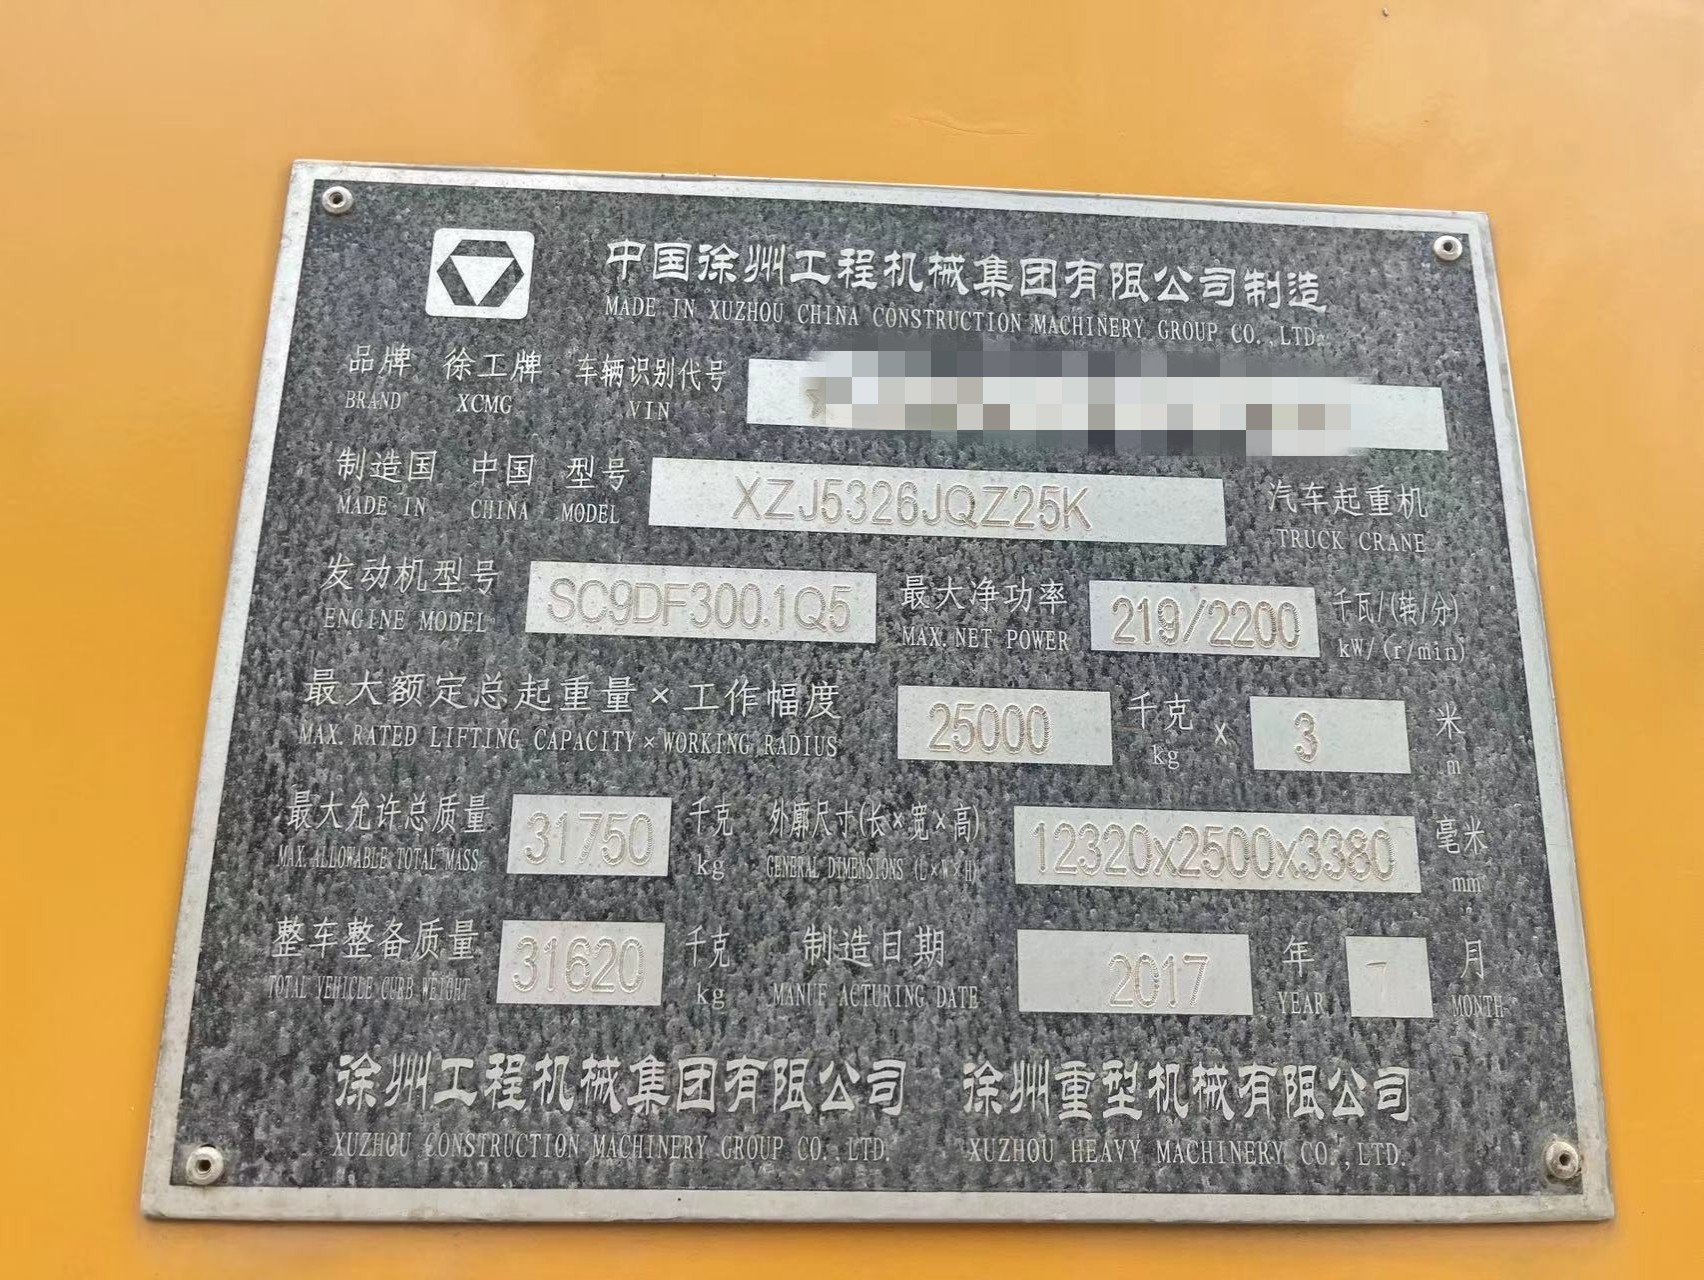 中国徐州工程机械集团有限公司制造
MADE IN XUZHOU CHINA CONSTRUCTION MACHINERY GROUP CO.,LTD.
品牌 徐工牌 车辆识别代号
BRAND XCMG VIN
制造国 中国 型号 XZJ5326JQZ25K 汽车起重机
MADE IN CHINA MODEL TRUCK CRANE
发动机型号 SC9DF300.1Q5 最大净功率 219/2200 千瓦/(转/分)
ENGINE MODEL MAX. NET POWER kW/(r/min)
最大额定总起重量×工作幅度 25000 千克 × 3 米
MAX. RATED LIFTING CAPACITY×WORKING RADIUS kg m
最大允许总质量 31750 千克 外廓尺寸(长×宽×高) 12320x2500x3380 毫米
MAX. ALLOWABLE TOTAL MASS kg GENERAL DIMENSIONS (L×W×H) mm
整车整备质量 31620 千克 制造日期 2017 年 7 月
TOTAL VEHICLE CURB WEIGHT kg MANUF ACTURING DATE YEAR MONTH
徐州工程机械集团有限公司 徐州重型机械有限公司
XUZHOU CONSTRUCTION MACHINERY GROUP CO.,LTD. XUZHOU HEAVY MACHINERY CO.,LTD.